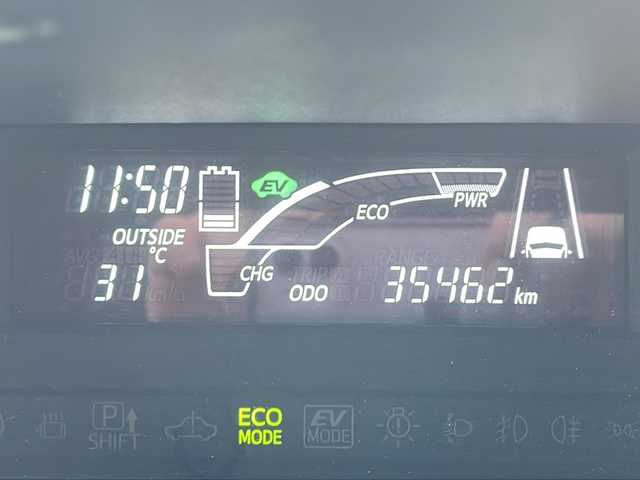 11:50
EV
ECO
PWR
OUTSIDE
°C
31
CHG
ODO
35462 km
P
SHIFT
ECO
MODE
EV
MODE